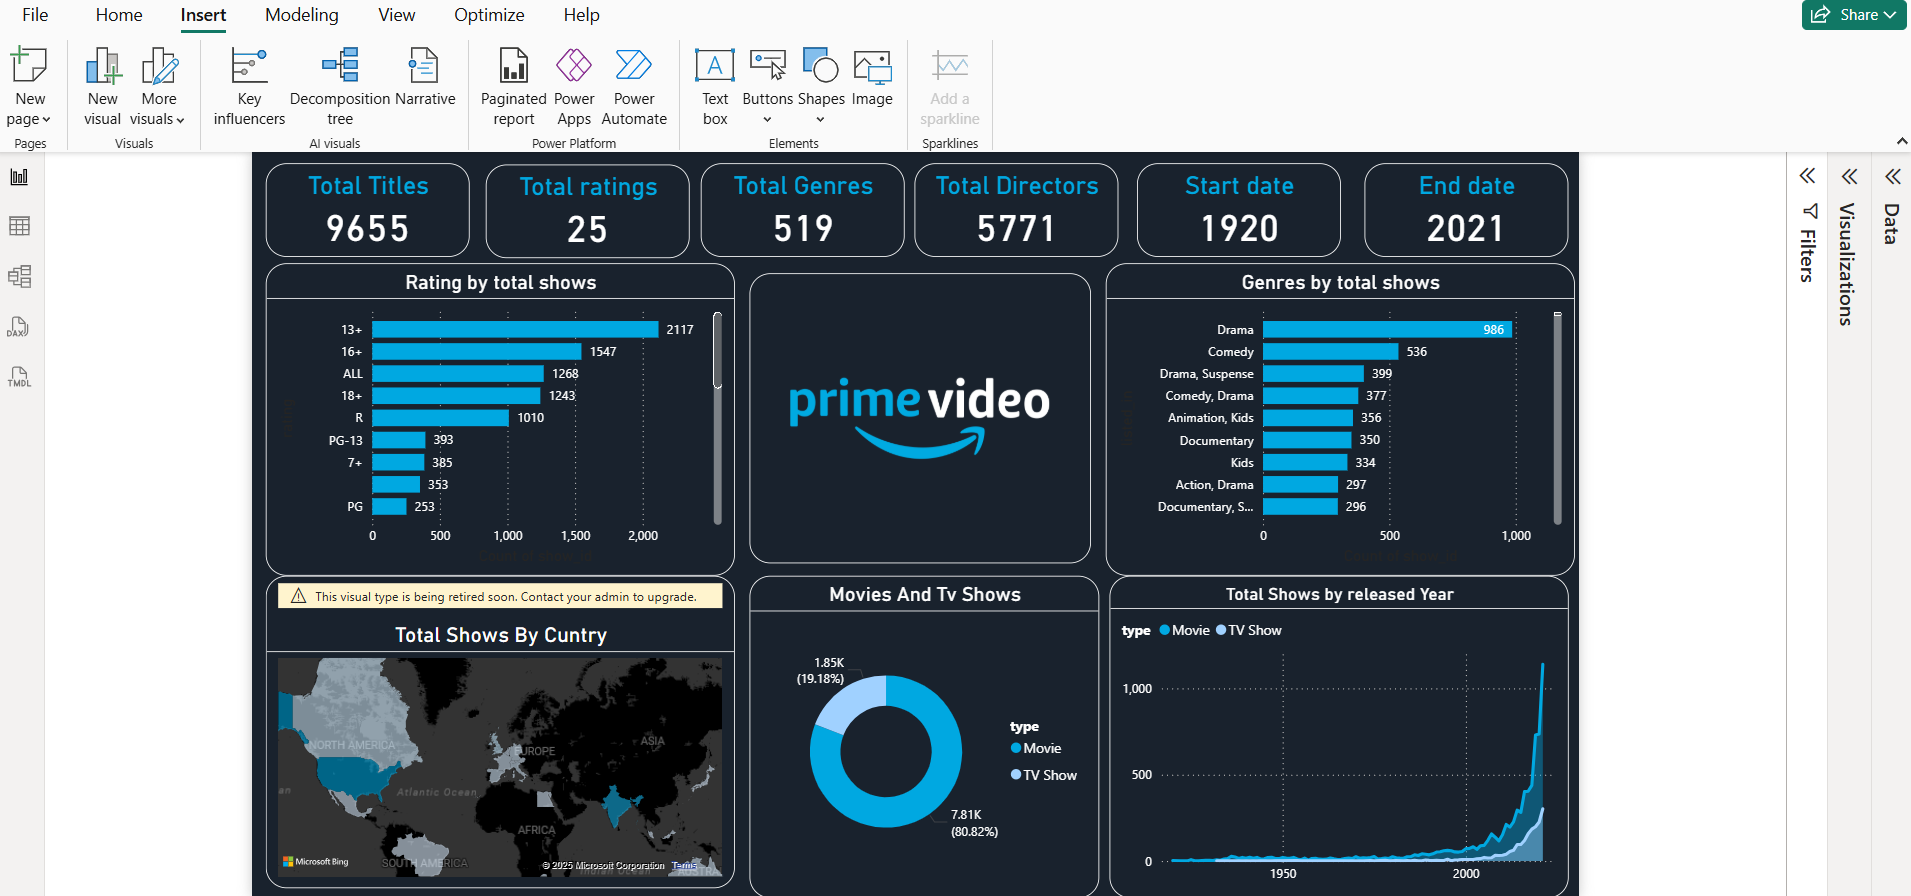 File Home Insert Modeling View Optimize Help
Share
New page
New visual
More visuals
Key influencers
Decomposition tree
Narrative
Paginated report
Power Apps
Power Automate
Text box
Buttons
Shapes
Image
Add a sparkline
Pages
Visuals
AI visuals
Power Platform
Elements
Sparklines
DAX
TMDL
Filters
Visualizations
Data
Total Titles
9655
Total ratings
25
Total Genres
519
Total Directors
5771
Start date
1920
End date
2021
Rating by total shows
13+ 2117
16+ 1547
ALL 1268
18+ 1243
R 1010
PG-13 393
7+ 385
353
PG 253
0 500 1,000 1,500 2,000
prime video
Genres by total shows
Drama 986
Comedy 536
Drama, Suspense 399
Comedy, Drama 377
Animation, Kids 356
Documentary 350
Kids 334
Action, Drama 297
Documentary, S... 296
0 500 1,000
This visual type is being retired soon. Contact your admin to upgrade.
Total Shows By Cuntry
NORTH AMERICA
EUROPE
ASIA
Atlantic Ocean
AFRICA
SOUTH AMERICA
Microsoft Bing
© 2025 Microsoft Corporation Terms
Indian Ocean
Movies And Tv Shows
1.85K
(19.18%)
7.81K
(80.82%)
type
Movie
TV Show
Total Shows by released Year
type Movie TV Show
1,000
500
0
1950 2000